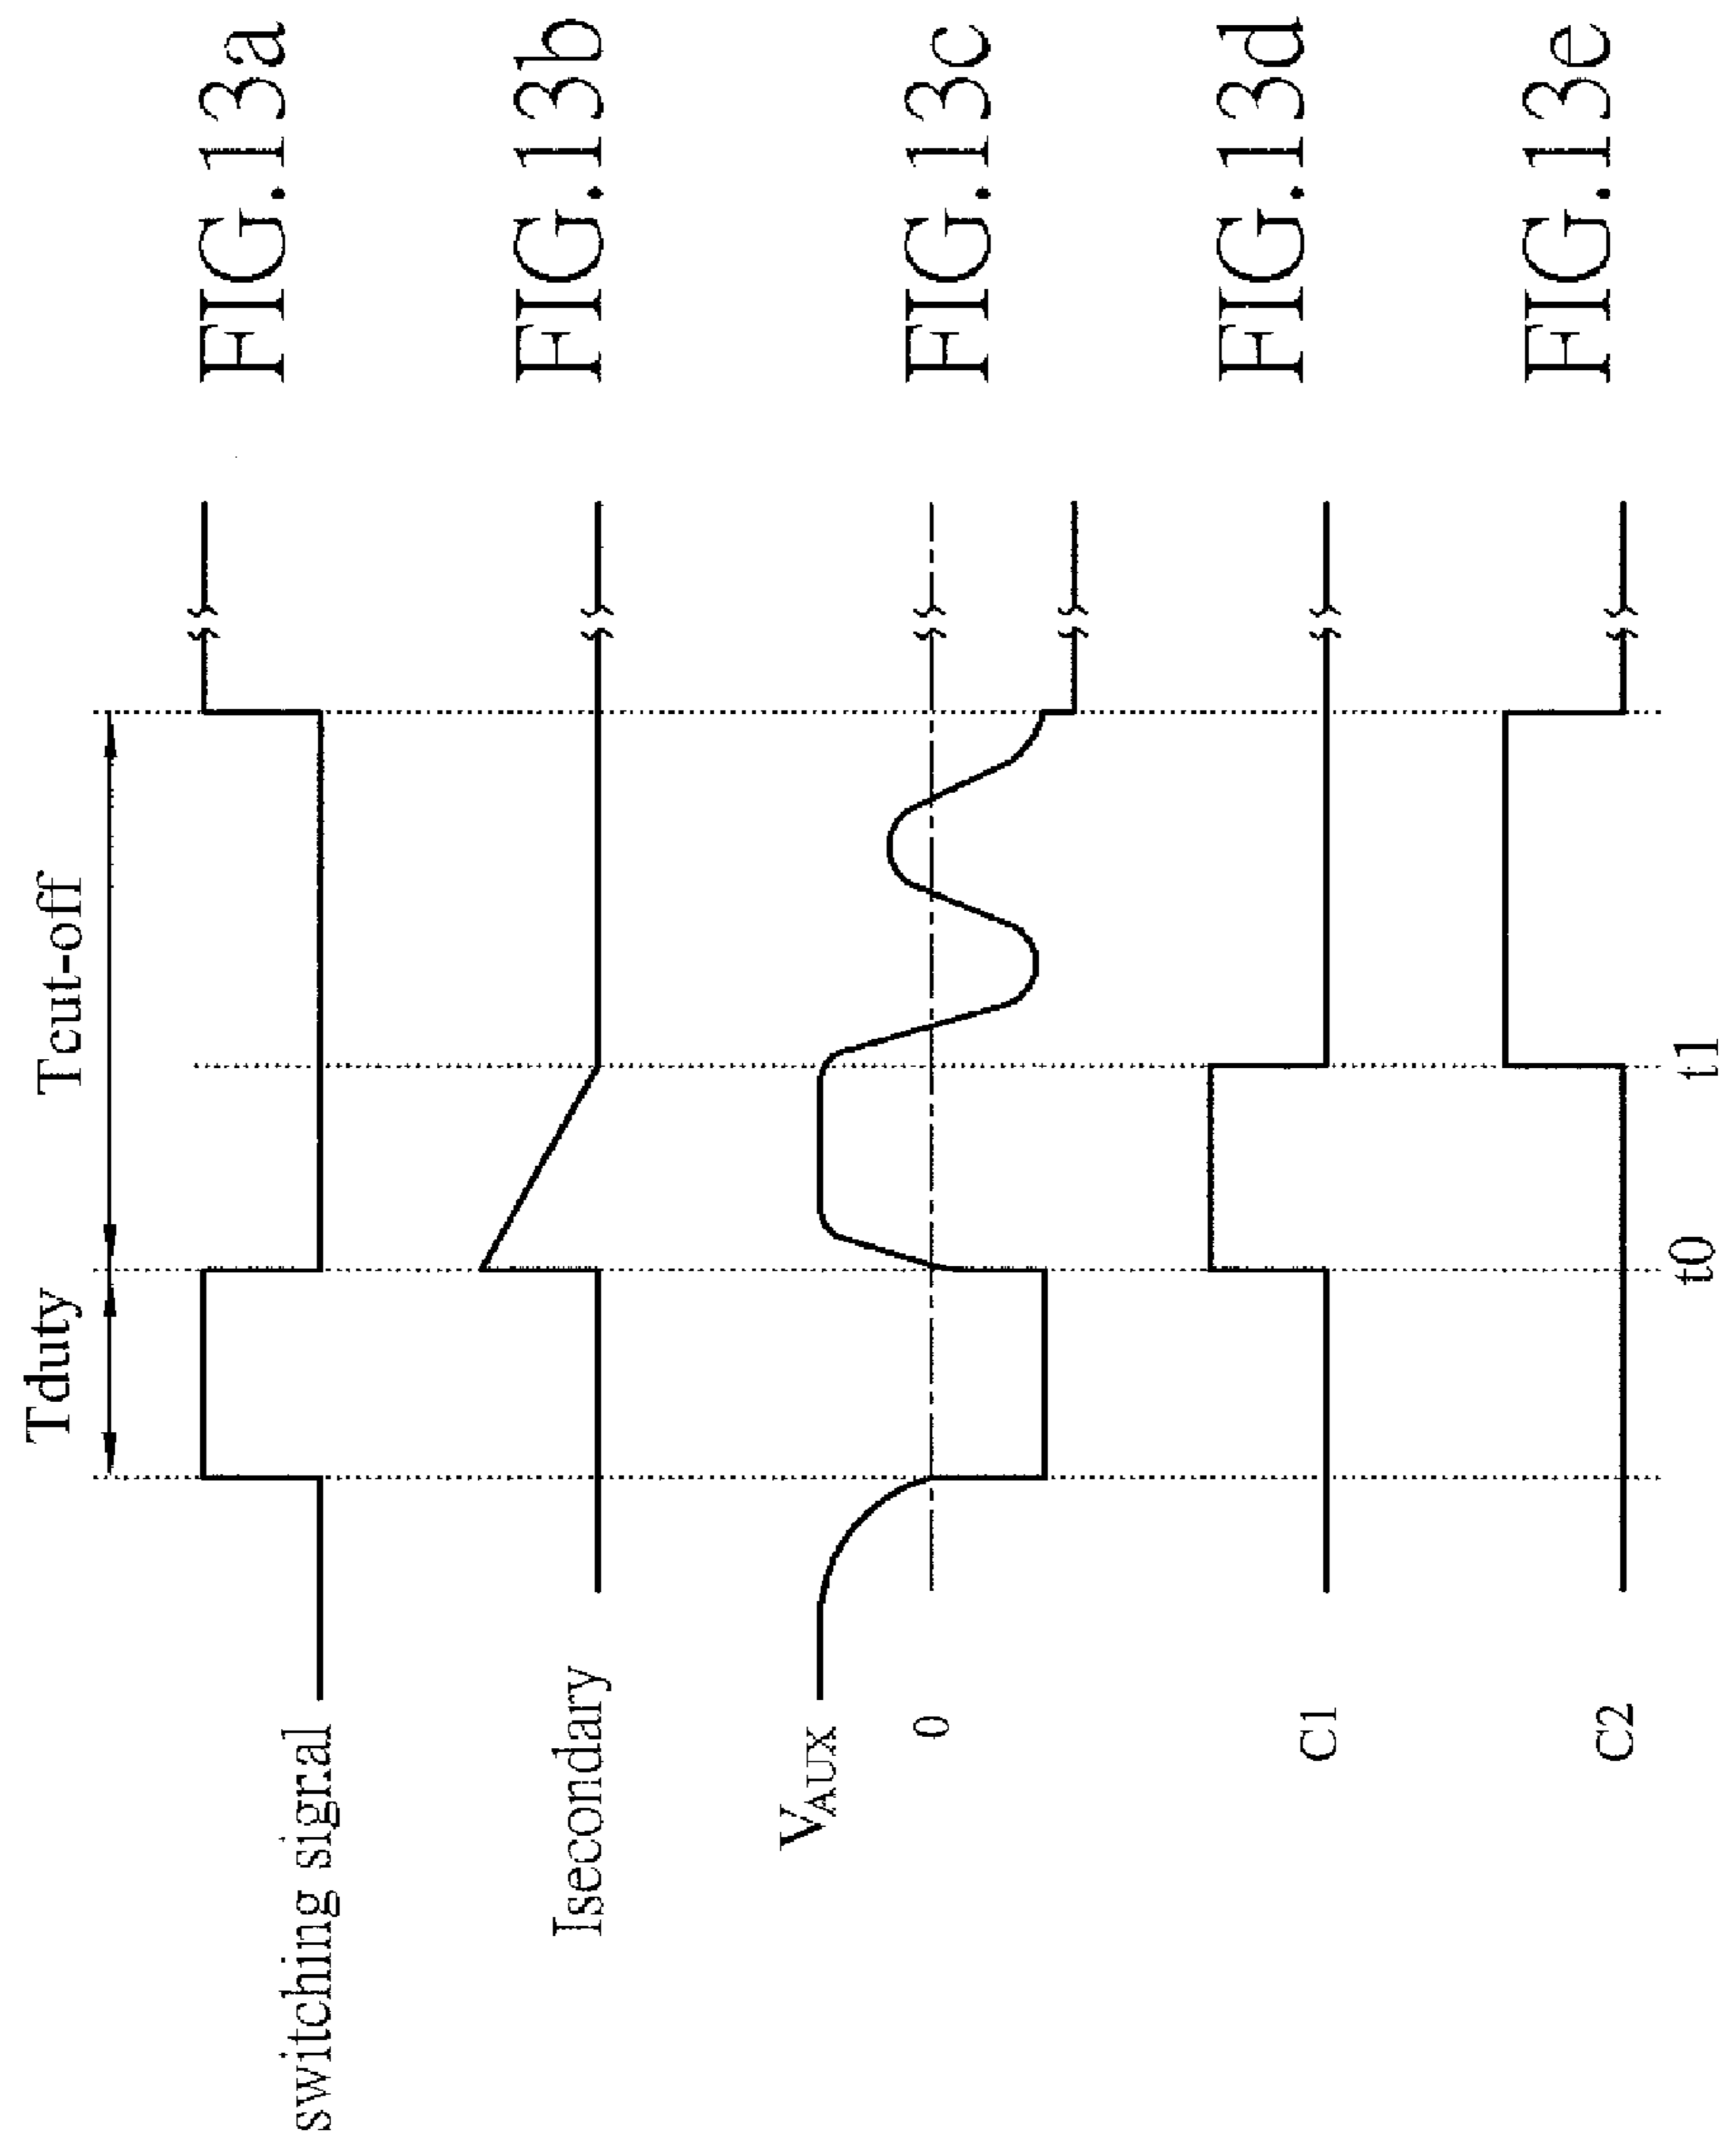 Tduty
Tcut-off
switching signal
FIG.13a
Isecondary
FIG.13b
VAUX
0
FIG.13c
C1
FIG.13d
C2
FIG.13e
t0
t1